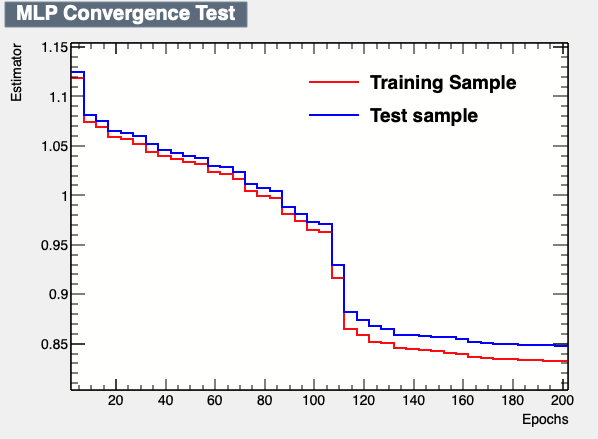 MLP Convergence Test
Estimator
1.15
1.1
1.05
1
0.95
0.9
0.85
Training Sample
Test sample
20 40 60 80 100 120 140 160 180 200
Epochs